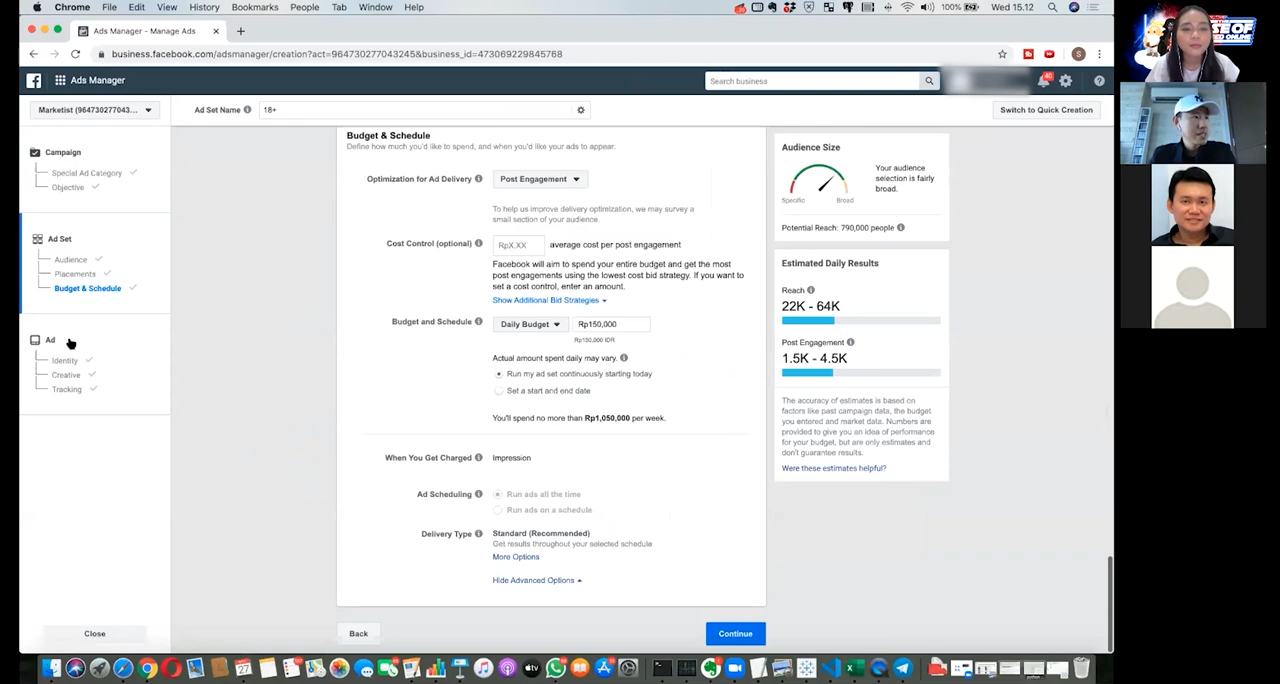 Chrome File Edit View History Bookmarks People Tab Window Help 100% Wed 15.12
Ads Manager - Manage Ads
business.facebook.com/adsmanager/creation?act=964730277043245&business_id=473069229845768
S
Ads Manager
Search business
Marketist (96473027704３... Ad Set Name 18+ Switch to Quick Creation
Campaign
Special Ad Category
Objective
Ad Set
Audience
Placements
Budget & Schedule
Ad
Identity
Creative
Tracking
Close
Budget & Schedule
Define how much you'd like to spend, and when you'd like your ads to appear.
Optimization for Ad Delivery Post Engagement
To help us improve delivery optimization, we may survey a
small section of your audience.
Cost Control (optional) RpX.XX average cost per post engagement
Facebook will aim to spend your entire budget and get the most
post engagements using the lowest cost bid strategy. If you want
to set a cost control, enter an amount.
Show Additional Bid Strategies
Budget and Schedule Daily Budget Rp150,000
Rp150,000 IDR
Actual amount spent daily may vary.
Run my ad set continuously starting today
Set a start and end date
You'll spend no more than Rp1,050,000 per week.
When You Get Charged Impression
Ad Scheduling Run ads all the time
Run ads on a schedule
Delivery Type Standard (Recommended)
Get results throughout your selected schedule
More Options
Hide Advanced Options
Back Continue
Audience Size
Your audience
selection is fairly
broad.
Specific Broad
Potential Reach: 790,000 people
Estimated Daily Results
Reach
22K - 64K
Post Engagement
1.5K - 4.5K
The accuracy of estimates is based on
factors like past campaign data, the budget
you entered and market data. Numbers are
provided to give you an idea of performance
for your budget, but are only estimates and
don't guarantee results.
Were these estimates helpful?